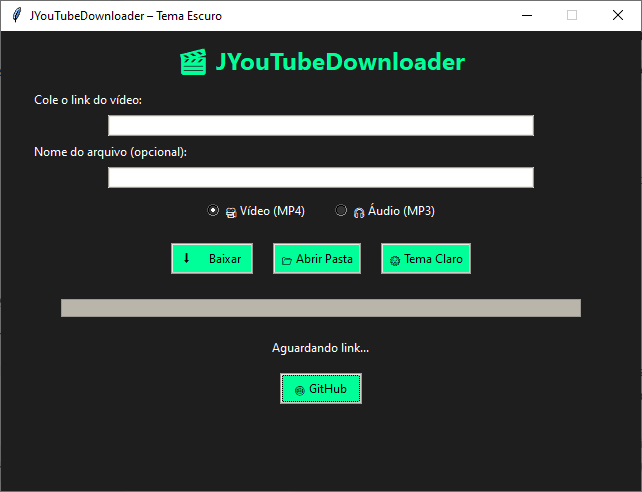 JYouTubeDownloader – Tema Escuro
🎬 JYouTubeDownloader
Cole o link do vídeo:
Nome do arquivo (opcional):
Vídeo (MP4) Áudio (MP3)
⬇ Baixar Abrir Pasta Tema Claro
Aguardando link...
GitHub